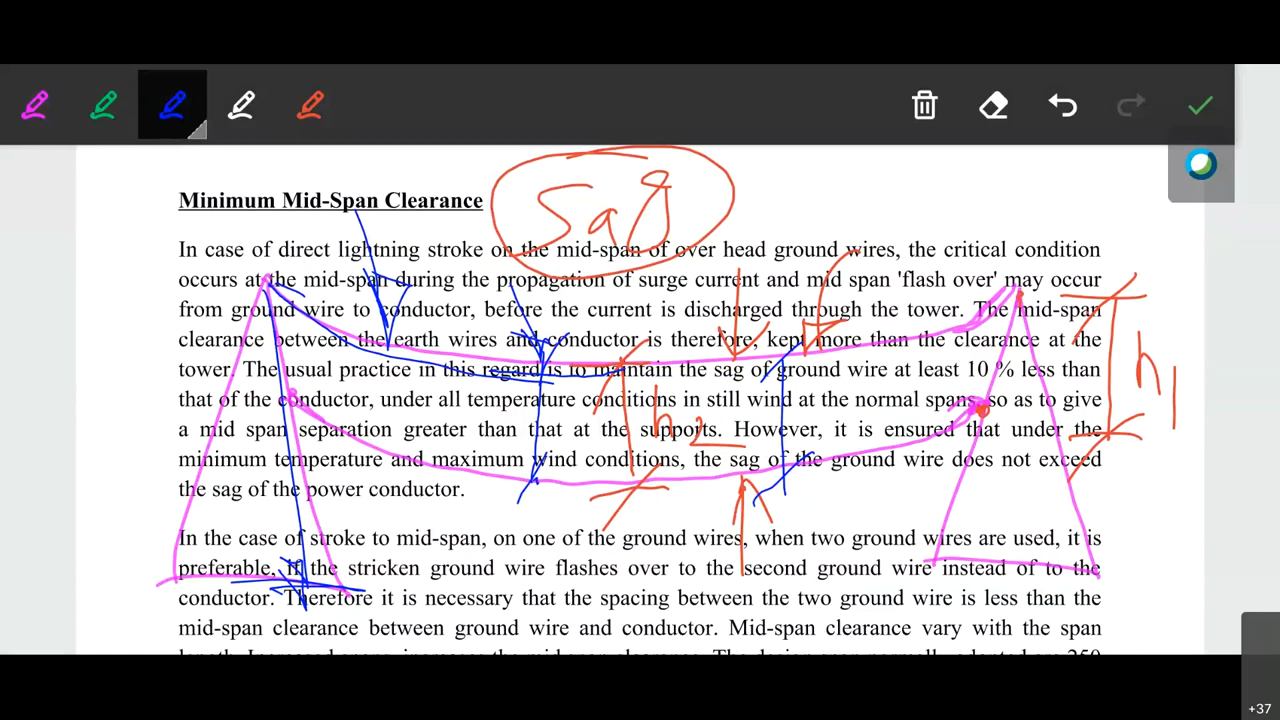 Minimum Mid-Span Clearance
Sag
In case of direct lightning stroke on the mid-span of over head ground wires, the critical condition
occurs at the mid-span during the propagation of surge current and mid span 'flash over' may occur
from ground wire to conductor, before the current is discharged through the tower. The mid-span
clearance between the earth wires and conductor is therefore, kept more than the clearance at the
tower. The usual practice in this regard is to maintain the sag of ground wire at least 10 % less than
that of the conductor, under all temperature conditions in still wind at the normal spans, so as to give
h1
a mid span separation greater than that at the supports. However, it is ensured that under the
h2
minimum temperature and maximum wind conditions, the sag of the ground wire does not exceed
the sag of the power conductor.
In the case of stroke to mid-span, on one of the ground wires, when two ground wires are used, it is
preferable, if the stricken ground wire flashes over to the second ground wire instead of to the
conductor. Therefore it is necessary that the spacing between the two ground wire is less than the
mid-span clearance between ground wire and conductor. Mid-span clearance vary with the span
+37